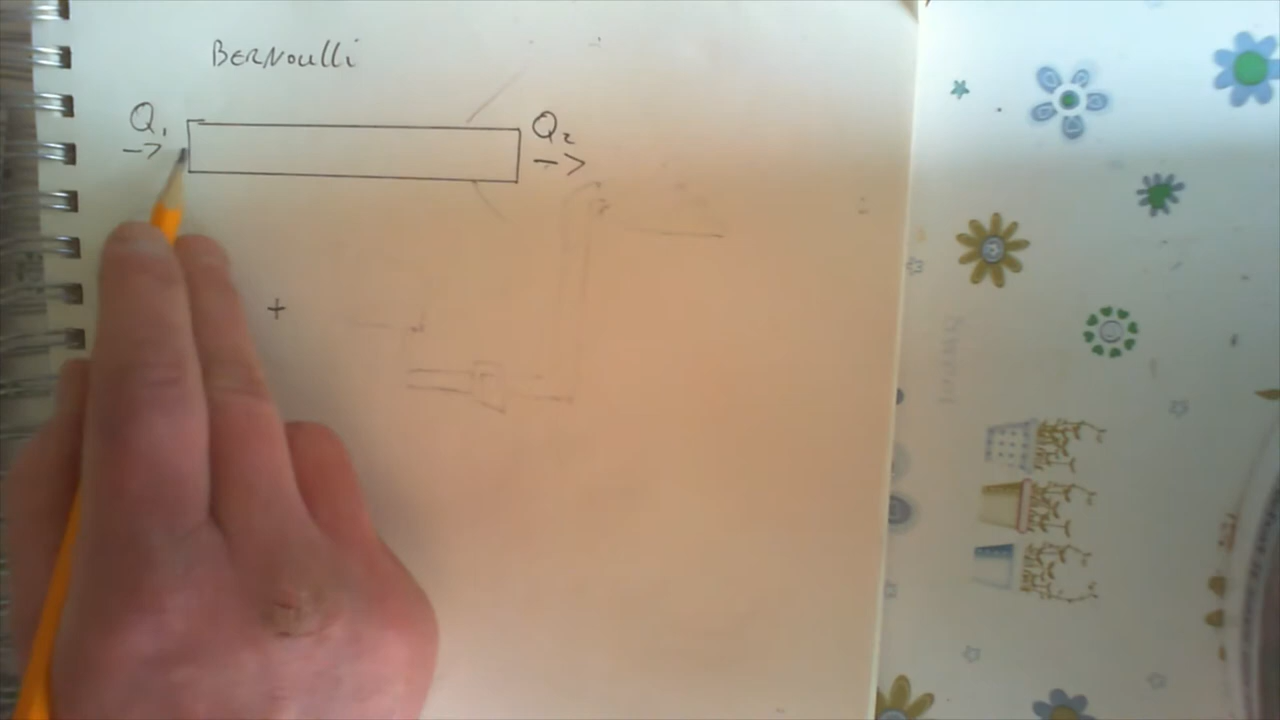 BERNOULLi
Q₁ Q₂
-> ->
+